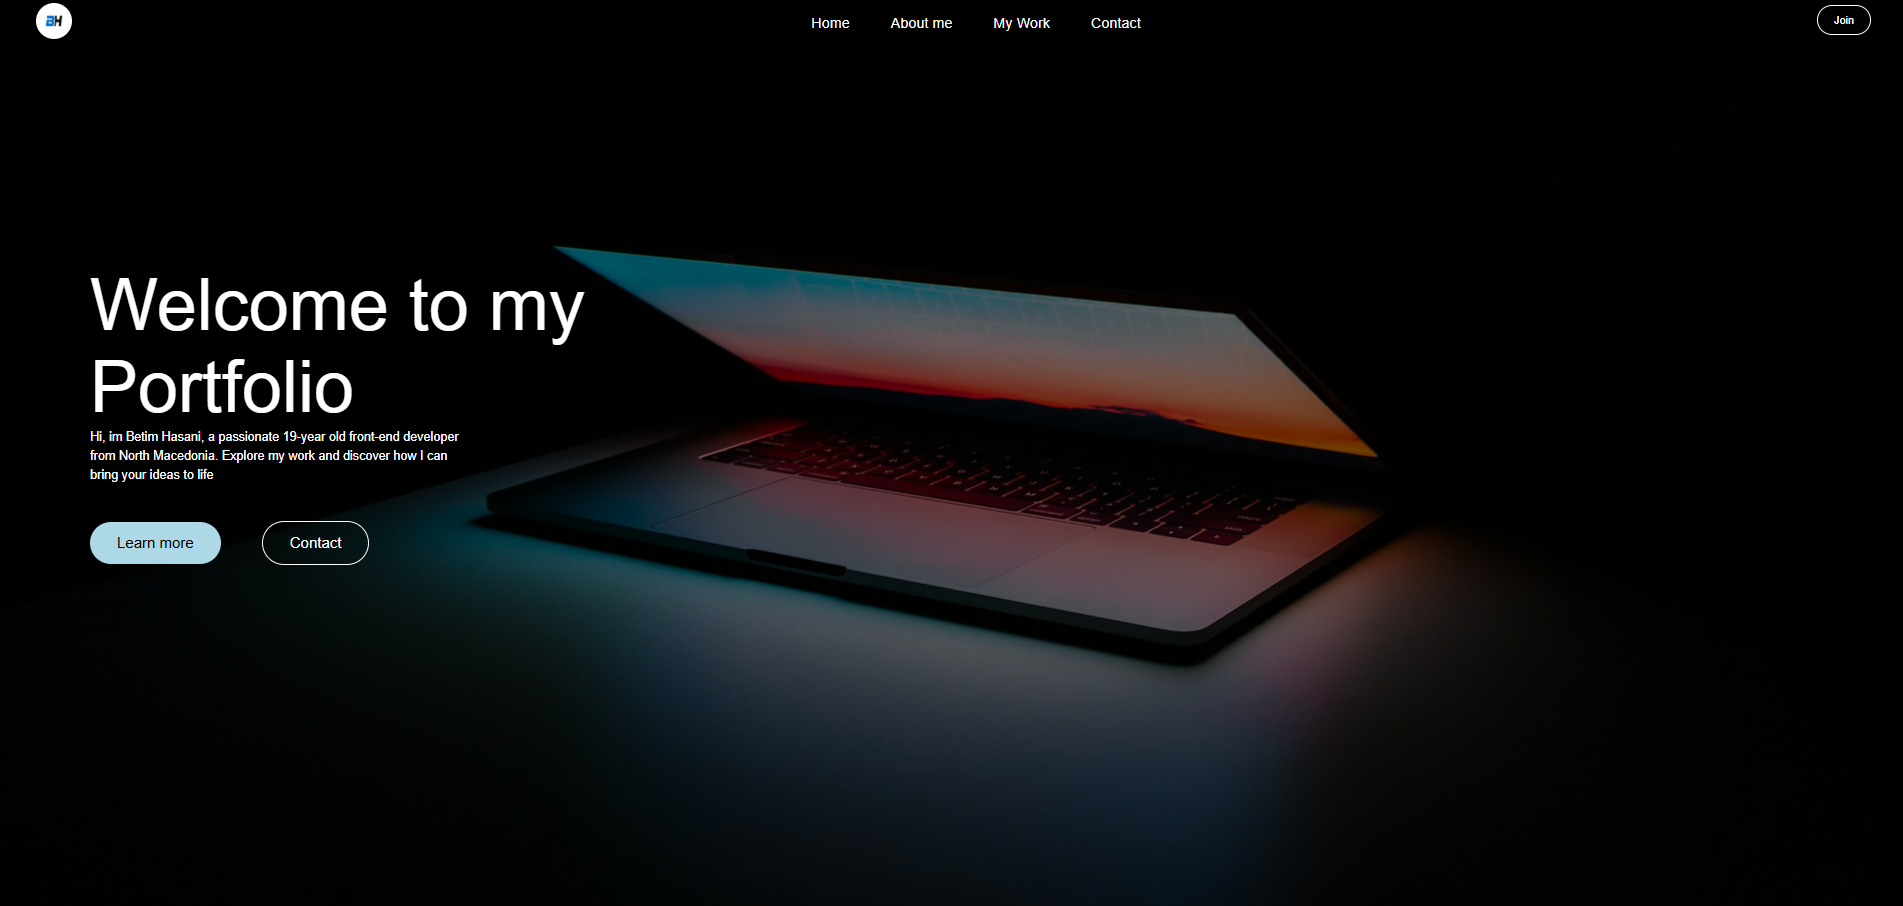 BH
Home About me My Work Contact
Join
Welcome to my
Portfolio
Hi, im Betim Hasani, a passionate 19-year old front-end developer
from North Macedonia. Explore my work and discover how I can
bring your ideas to life
Learn more
Contact